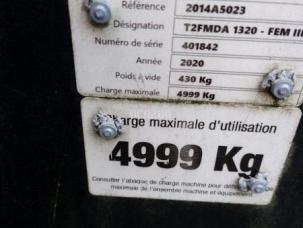 Référence 2014A5023
Désignation T2FMDA 1320 - FEM III
Numéro de série 401842
Année 2020
Poids à vide 430 Kg
Charge maximale 4999 Kg
Charge maximale d'utilisation
4999 Kg
Consulter l'abaque de charge machine pour
maximale de l'ensemble machine et équipement